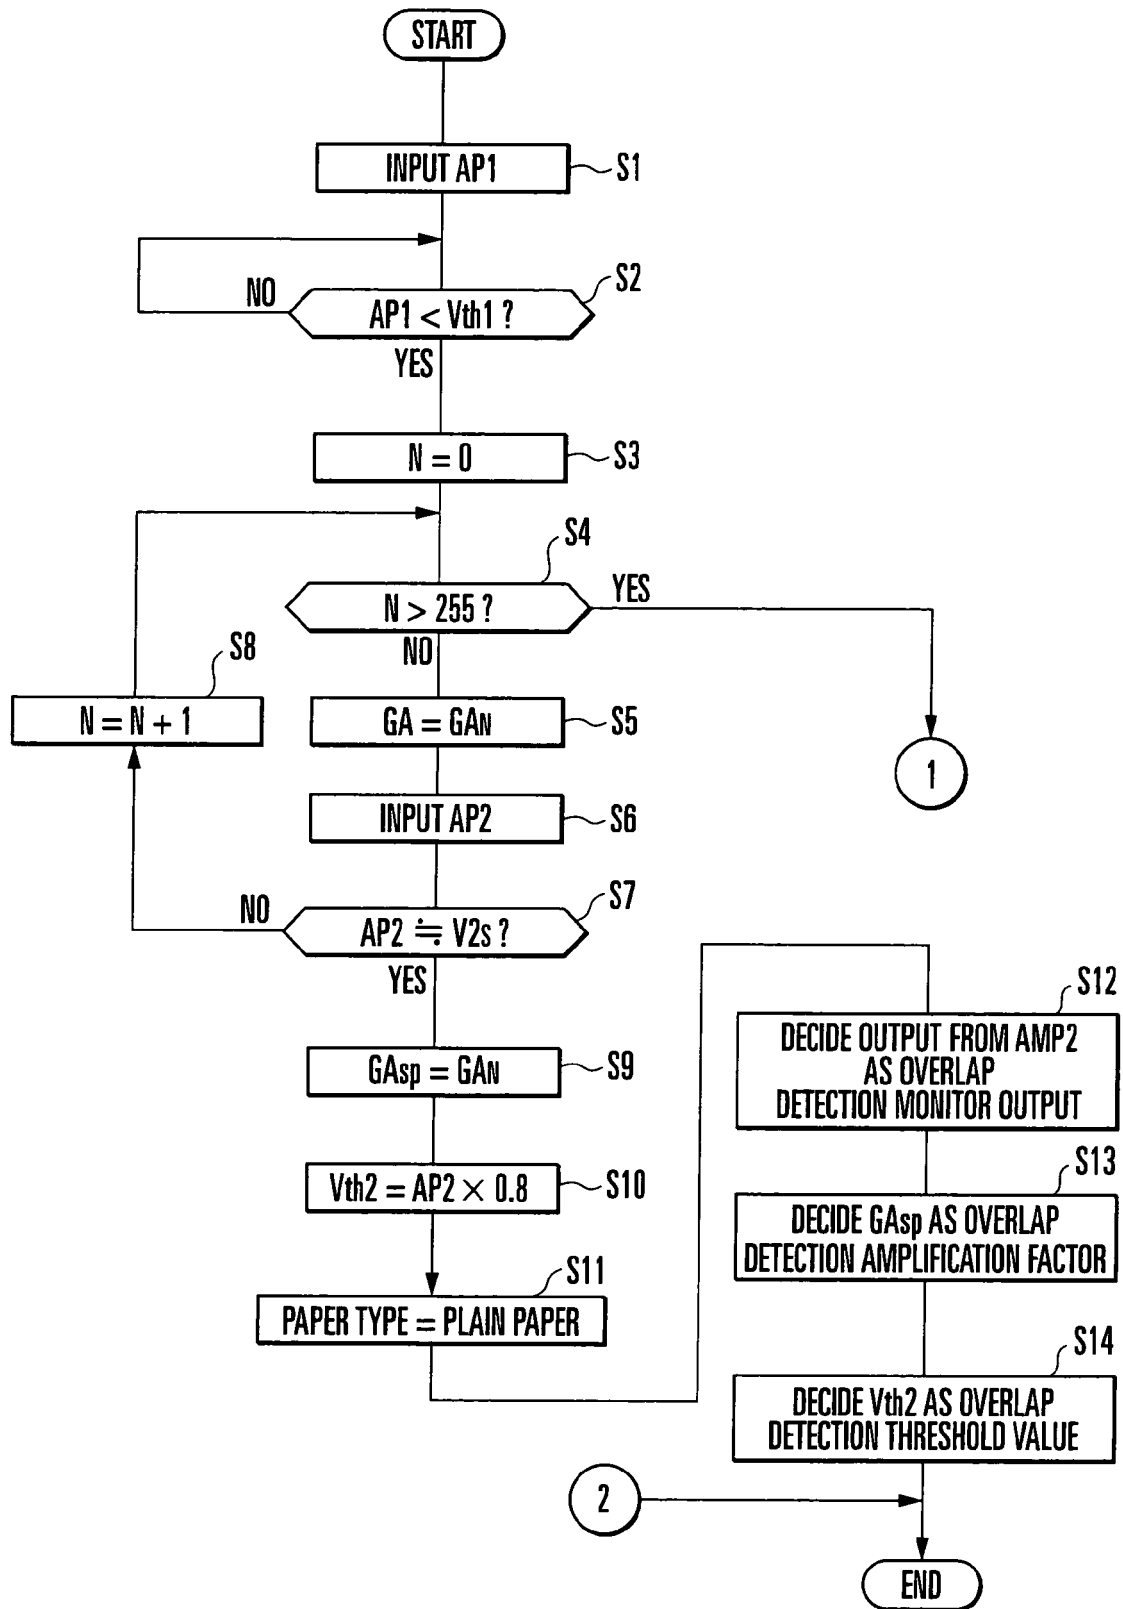 START
INPUT AP1
S1
S2
NO
AP1 < Vth1 ?
YES
N = 0
S3
S4
N > 255 ?
YES
NO
S8
N = N + 1
GA = GAN
S5
1
INPUT AP2
S6
S7
NO
AP2 ≒ V2s ?
YES
GAsp = GAN
S9
Vth2 = AP2 × 0.8
S10
S11
PAPER TYPE = PLAIN PAPER
S12
DECIDE OUTPUT FROM AMP2
AS OVERLAP
DETECTION MONITOR OUTPUT
S13
DECIDE GAsp AS OVERLAP
DETECTION AMPLIFICATION FACTOR
S14
DECIDE Vth2 AS OVERLAP
DETECTION THRESHOLD VALUE
2
END